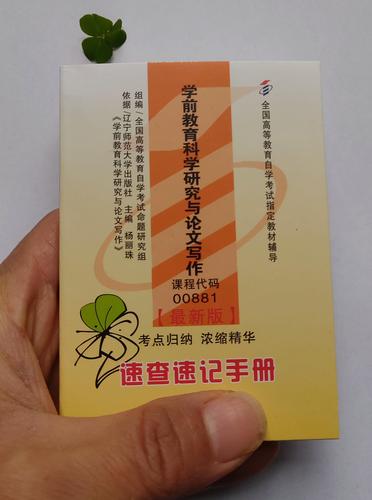 全国高等教育自学考试指定教材辅导
学前教育科学研究与论文写作
课程代码
00881
【最新版】
组编/全国高等教育自学考试命题研究组
依据/辽宁师范大学出版社 主编 杨丽珠
《学前教育科学研究与论文写作》
考点归纳 浓缩精华
速查速记手册